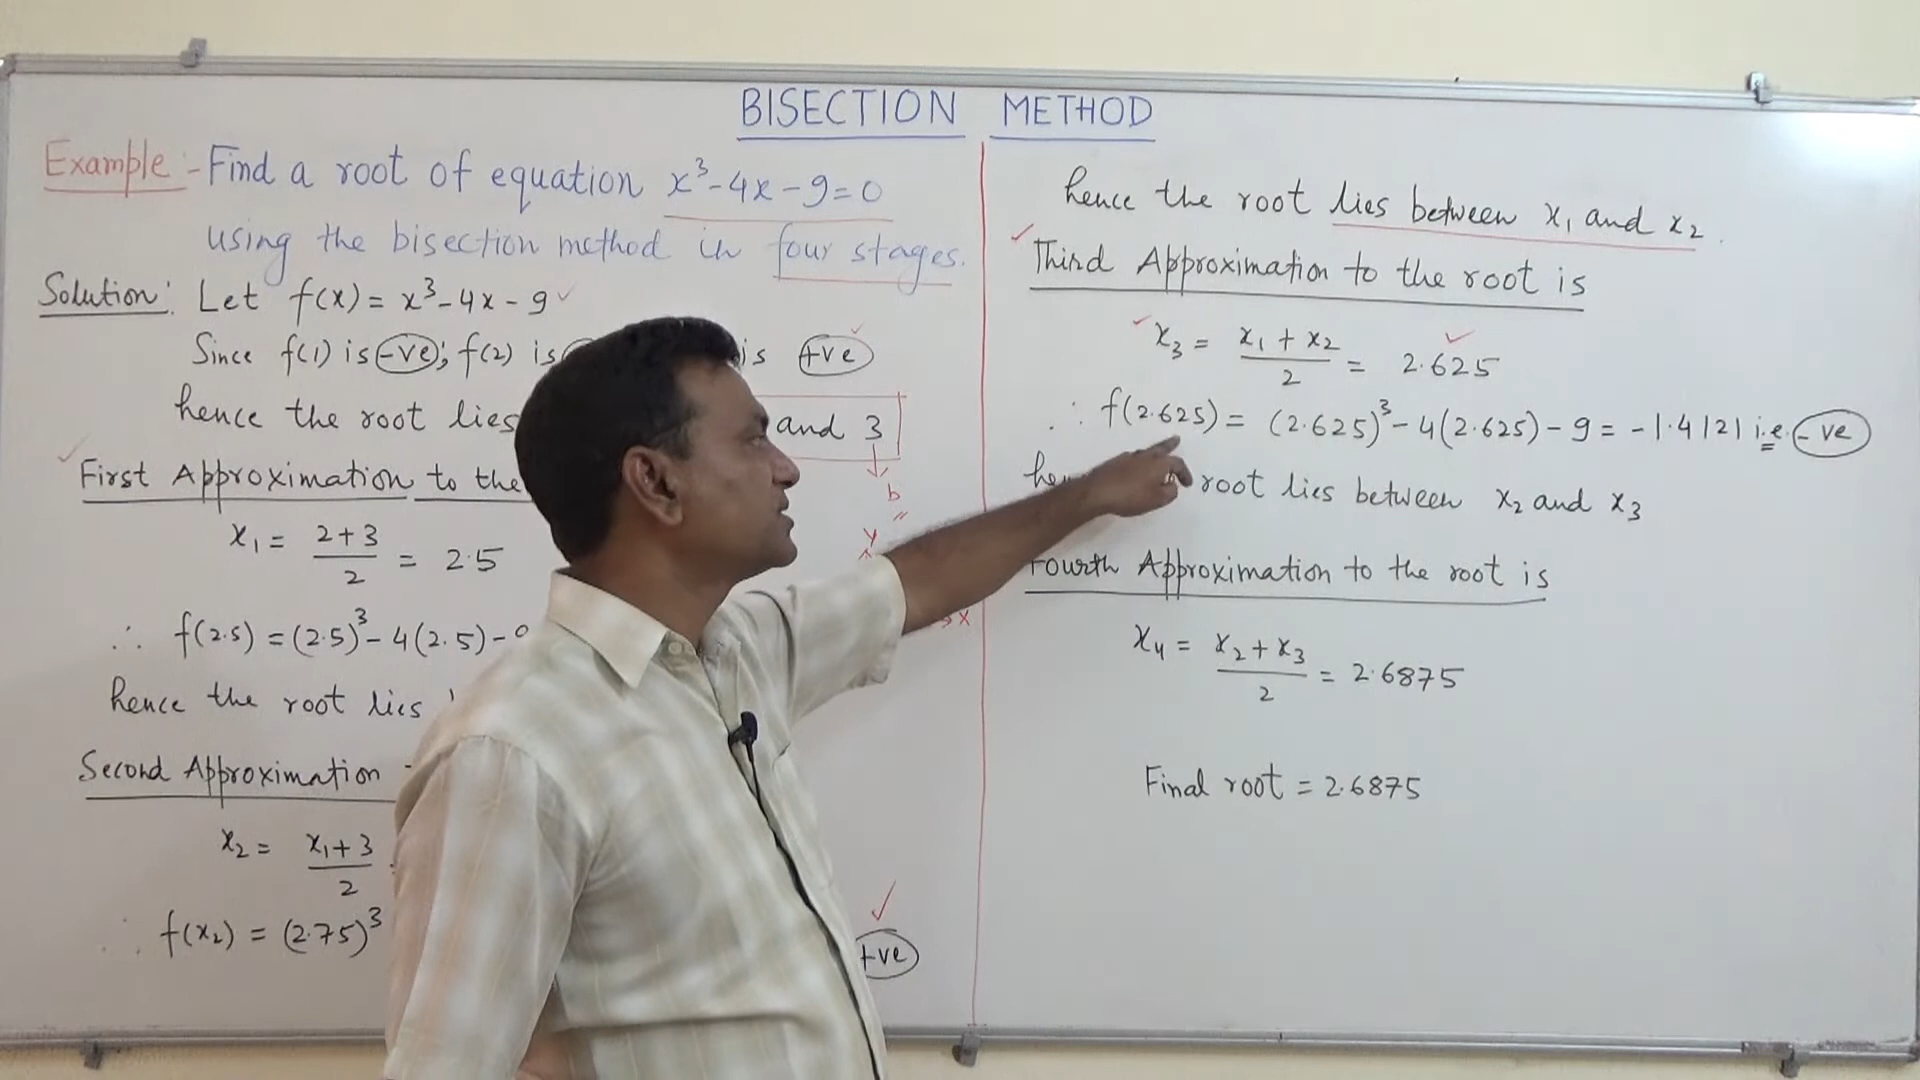 BISECTION METHOD
Example:- Find a root of equation x³-4x-9=0
using the bisection method in four stages.
Solution: Let f(x) = x³-4x-9
Since f(1) is -ve; f(2) is is +ve
hence the root lies and 3
b
First Approximation to the
x₁ = (2+3)/2 = 2.5
y
x
∴ f(2.5) = (2.5)³-4(2.5)-
hence the root lies
Second Approximation
x₂ = (x₁+3)/2
∴ f(x₂) = (2.75)³ +ve
hence the root lies between x₁ and x₂.
Third Approximation to the root is
x₃ = (x₁+x₂)/2 = 2.625
∴ f(2.625) = (2.625)³-4(2.625)-9 = -1.4121 i.e. -ve
root lies between x₂ and x₃
Fourth Approximation to the root is
x₄ = (x₂+x₃)/2 = 2.6875
Final root = 2.6875